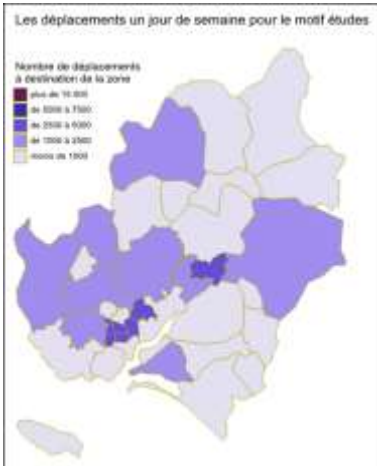 Les déplacements un jour de semaine pour le motif études
Nombre de déplacements
à destination de la zone
plus de 10 000
de 5000 à 7500
de 2500 à 5000
de 1000 à 2500
moins de 1000